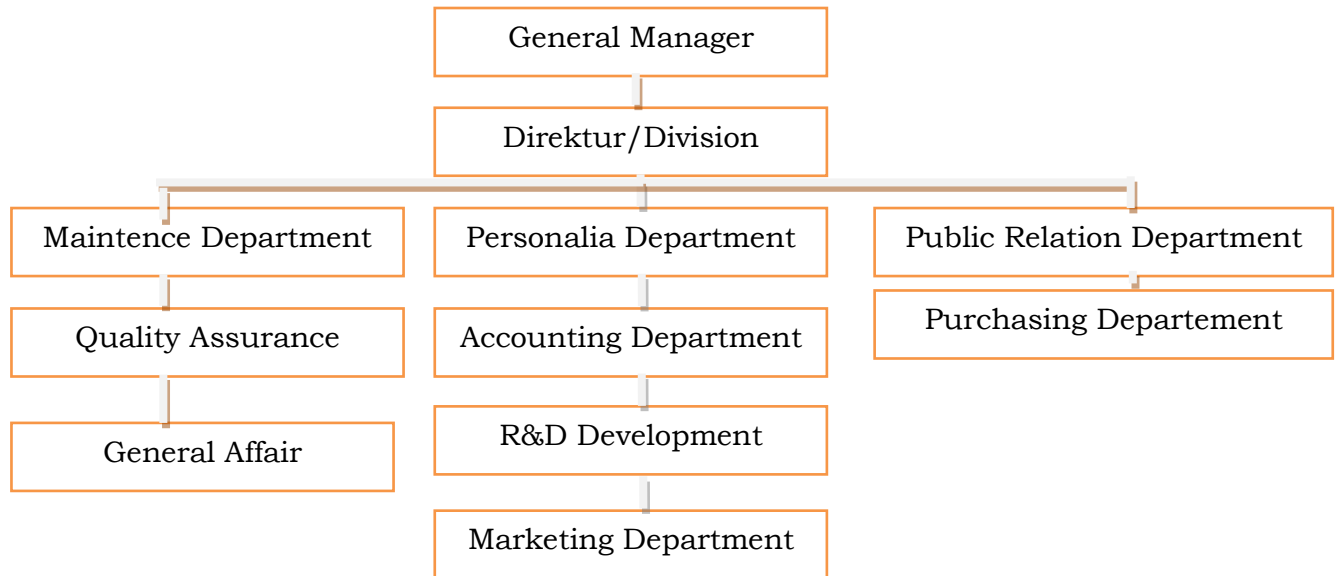 General Manager
Direktur/Division
Maintence Department
Personalia Department
Public Relation Department
Quality Assurance
Accounting Department
Purchasing Departement
General Affair
R&D Development
Marketing Department